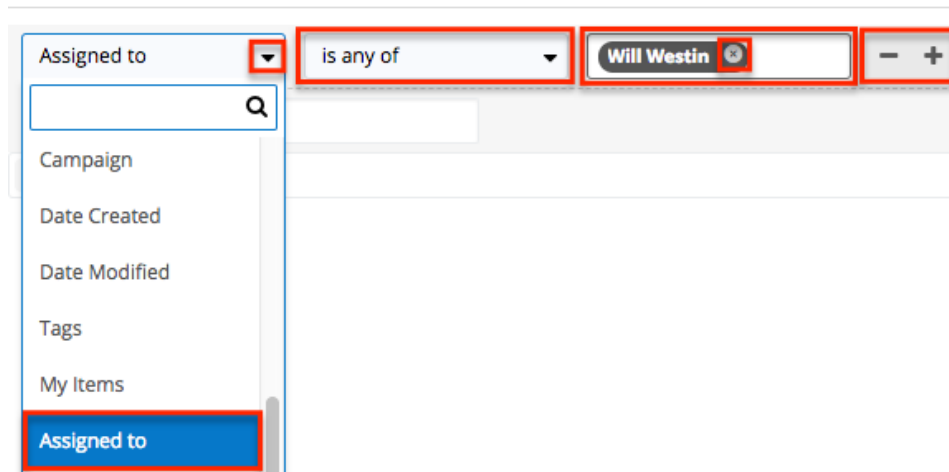 Assigned to
is any of
Will Westin
Campaign
Date Created
Date Modified
Tags
My Items
Assigned to